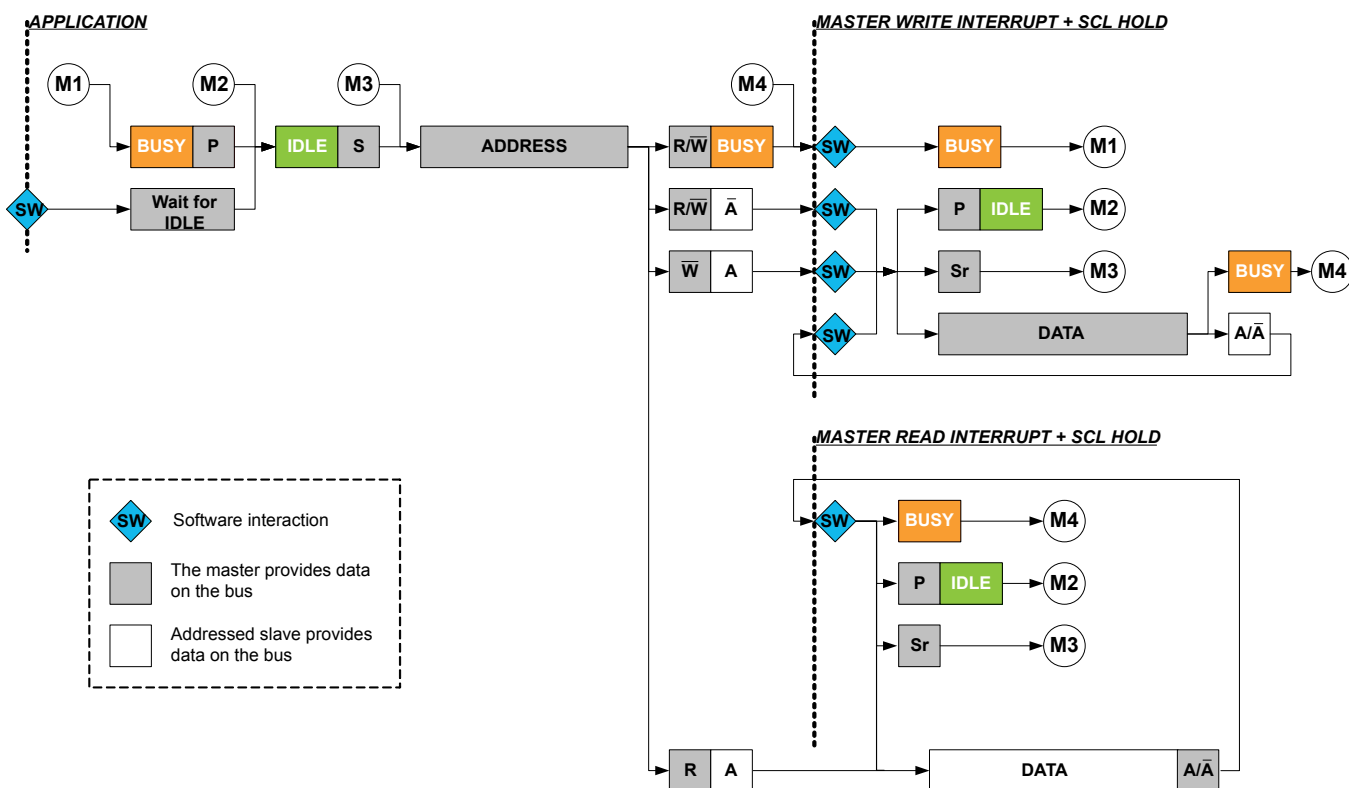 APPLICATION
MASTER WRITE INTERRUPT + SCL HOLD
M1
M2
M3
M4
BUSY P
IDLE S
ADDRESS
R/W̅ BUSY
SW
BUSY
M1
SW
Wait for
IDLE
R/W̅ A̅
SW
P IDLE
M2
W̅ A
SW
Sr
M3
BUSY
M4
SW
DATA
A/A̅
MASTER READ INTERRUPT + SCL HOLD
SW
BUSY
M4
P IDLE
M2
Sr
M3
SW
Software interaction
The master provides data
on the bus
Addressed slave provides
data on the bus
R A
DATA
A/A̅